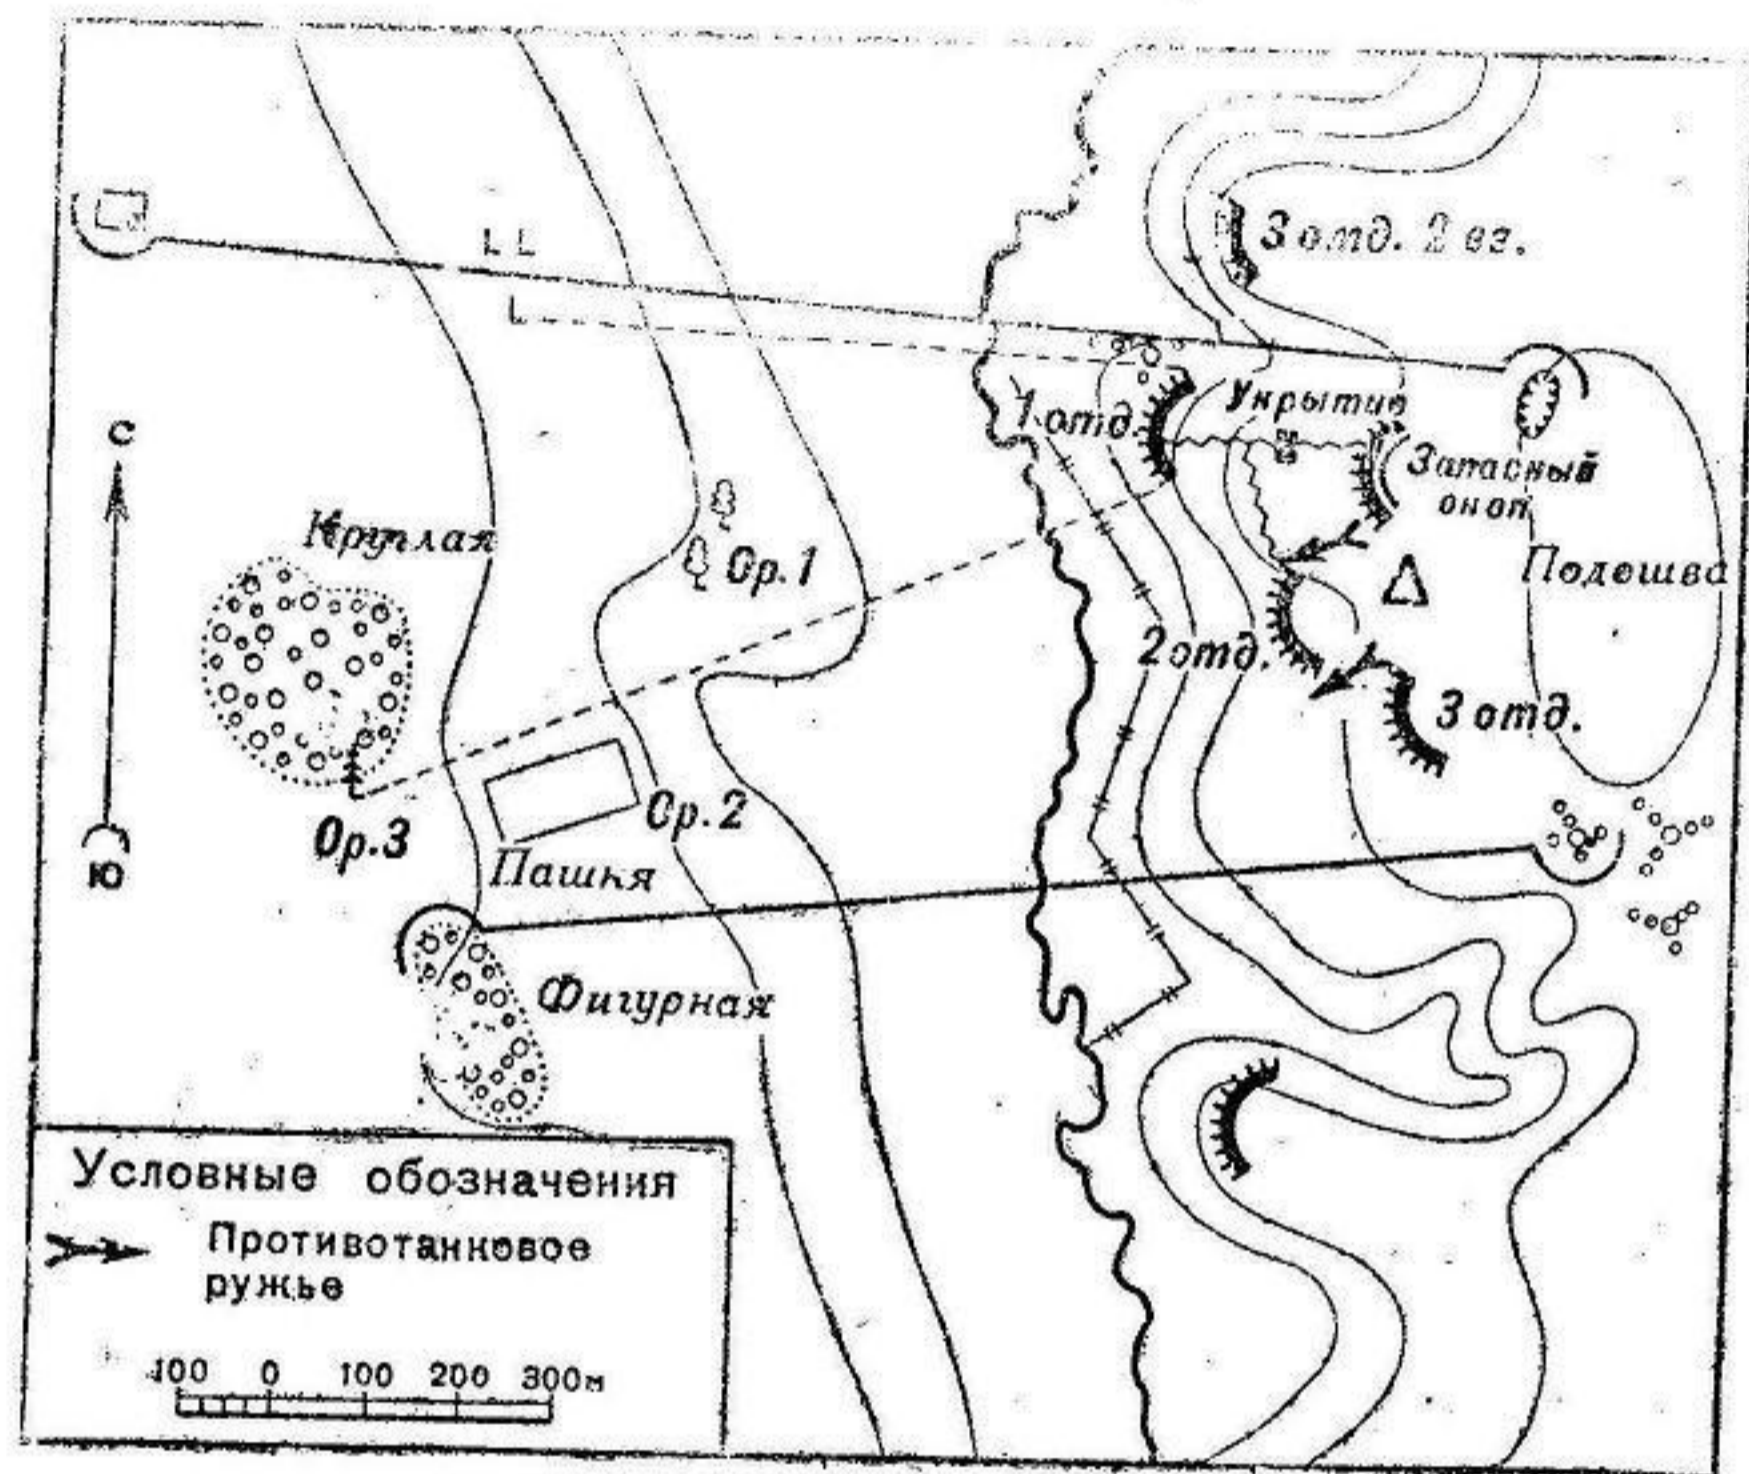 3 отд. 2 вз.
1 отд.
Укрытие
Запасный
окоп
С
Круглая
Ор.1
Подошва
2 отд.
3 отд.
Ор.2
Ор.3
Пашня
Ю
Фигурная
Условные обозначения
Противотанковое
ружье
100 0 100 200 300м